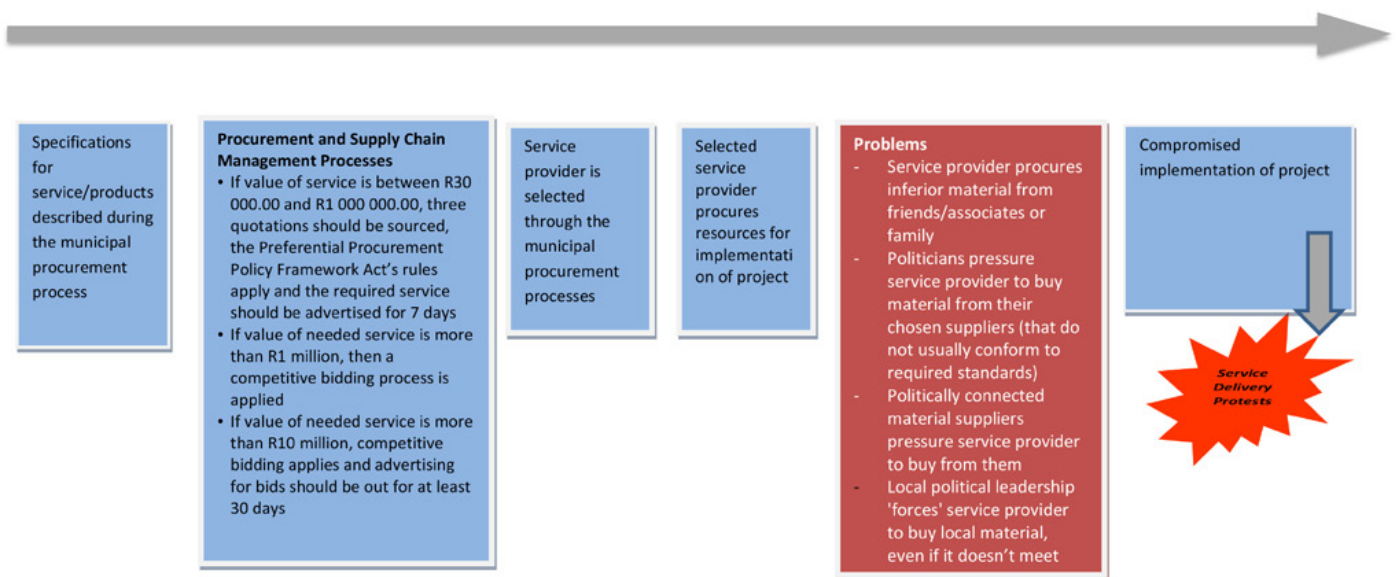 Specifications
for
service/products
described during
the municipal
procurement
process
Procurement and Supply Chain
Management Processes
• If value of service is between R30
000.00 and R1 000 000.00, three
quotations should be sourced,
the Preferential Procurement
Policy Framework Act's rules
apply and the required service
should be advertised for 7 days
• If value of needed service is more
than R1 million, then a
competitive bidding process is
applied
• If value of needed service is more
than R10 million, competitive
bidding applies and advertising
for bids should be out for at least
30 days
Service
provider is
selected
through the
municipal
procurement
processes
Selected
service
provider
procures
resources for
implementati
on of project
Problems
- Service provider procures
inferior material from
friends/associates or
family
- Politicians pressure
service provider to buy
material from their
chosen suppliers (that do
not usually conform to
required standards)
- Politically connected
material suppliers
pressure service provider
to buy from them
- Local political leadership
'forces' service provider
to buy local material,
even if it doesn't meet
Compromised
implementation of project
Service
Delivery
Protests